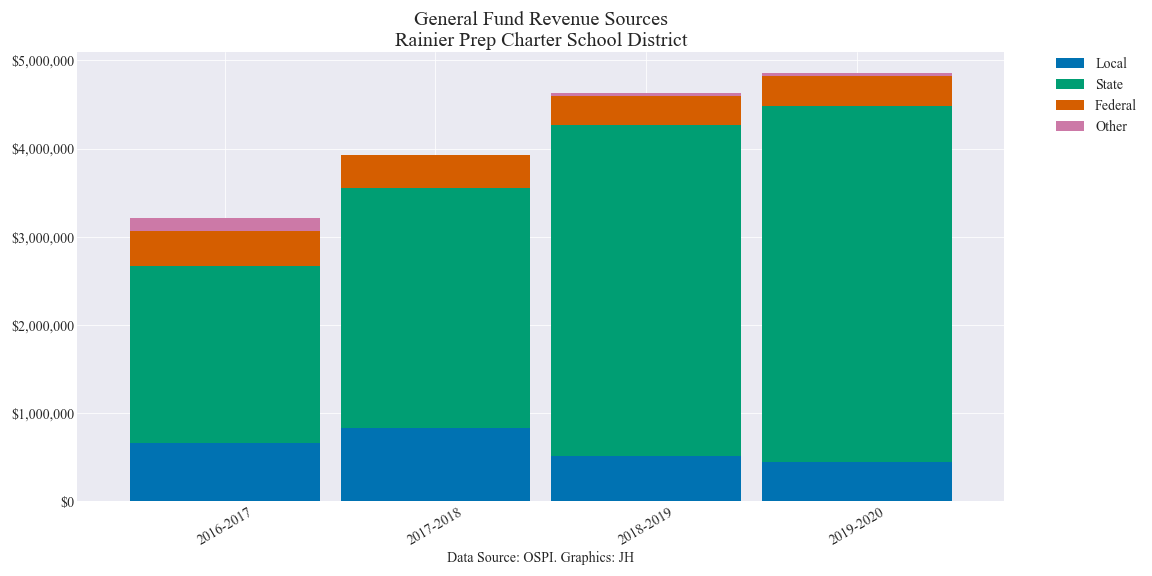 General Fund Revenue Sources
Rainier Prep Charter School District
$5,000,000
$4,000,000
$3,000,000
$2,000,000
$1,000,000
$0
2016-2017
2017-2018
2018-2019
2019-2020
Data Source: OSPI. Graphics: JH
Local
State
Federal
Other